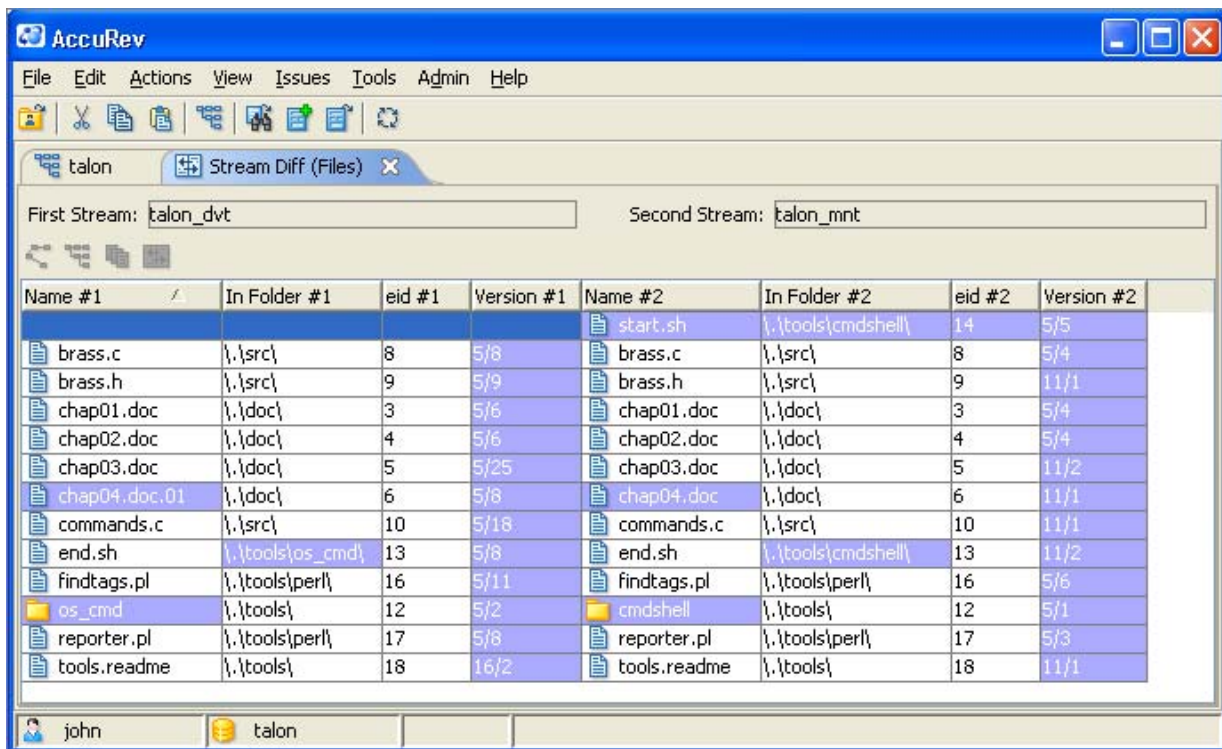 AccuRev
File Edit Actions View Issues Tools Admin Help
talon Stream Diff (Files)
First Stream: talon_dvt Second Stream: talon_mnt
Name #1 In Folder #1 eid #1 Version #1 Name #2 In Folder #2 eid #2 Version #2
start.sh \.\tools\cmdshell\ 14 5/5
brass.c \.\src\ 8 5/8 brass.c \.\src\ 8 5/4
brass.h \.\src\ 9 5/9 brass.h \.\src\ 9 11/1
chap01.doc \.\doc\ 3 5/6 chap01.doc \.\doc\ 3 5/4
chap02.doc \.\doc\ 4 5/6 chap02.doc \.\doc\ 4 5/4
chap03.doc \.\doc\ 5 5/25 chap03.doc \.\doc\ 5 11/2
chap04.doc.01 \.\doc\ 6 5/8 chap04.doc \.\doc\ 6 11/1
commands.c \.\src\ 10 5/18 commands.c \.\src\ 10 11/1
end.sh \.\tools\os_cmd\ 13 5/8 end.sh \.\tools\cmdshell\ 13 11/2
findtags.pl \.\tools\perl\ 16 5/11 findtags.pl \.\tools\perl\ 16 5/6
os_cmd \.\tools\ 12 5/2 cmdshell \.\tools\ 12 5/1
reporter.pl \.\tools\perl\ 17 5/8 reporter.pl \.\tools\perl\ 17 5/3
tools.readme \.\tools\ 18 16/2 tools.readme \.\tools\ 18 11/1
john talon